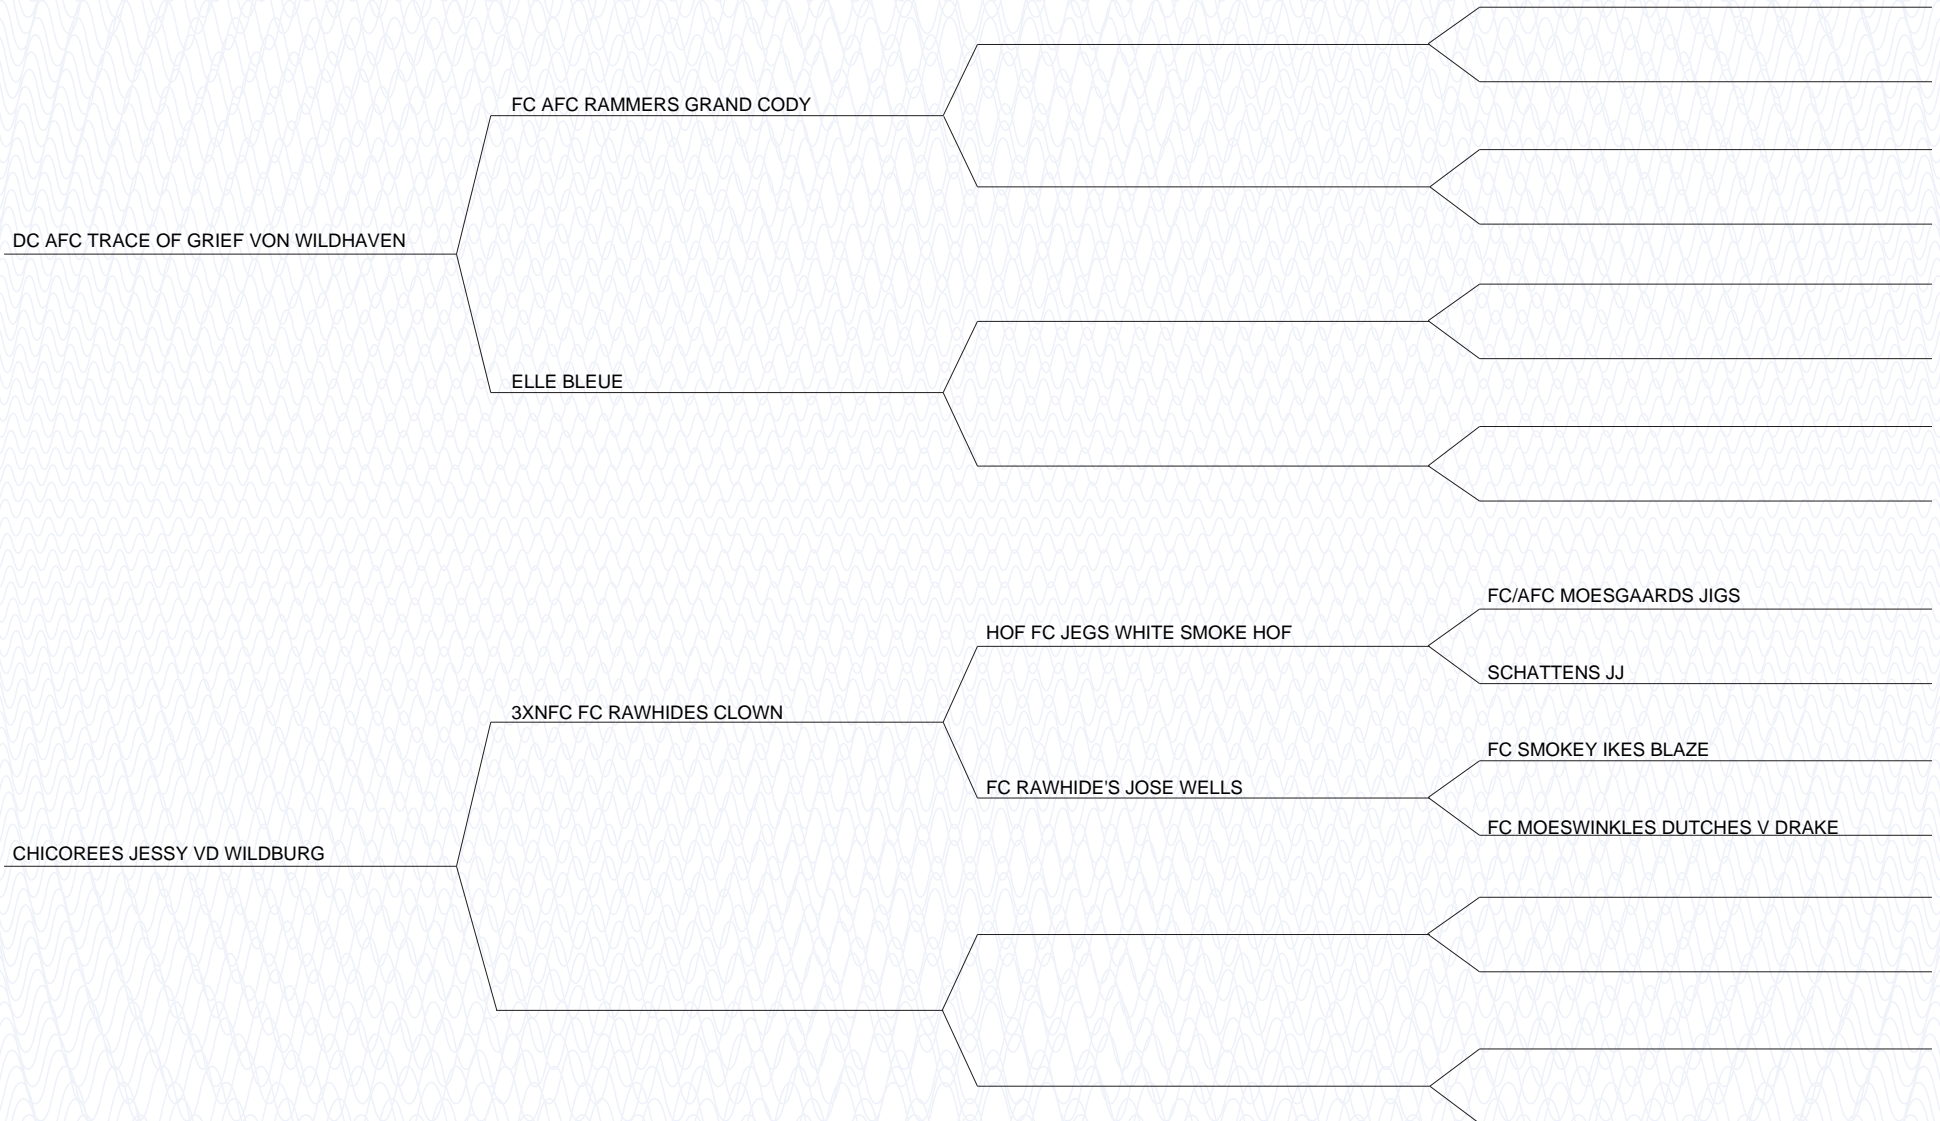 FC AFC RAMMERS GRAND CODY
DC AFC TRACE OF GRIEF VON WILDHAVEN
ELLE BLEUE
FC/AFC MOESGAARDS JIGS
HOF FC JEGS WHITE SMOKE HOF
SCHATTENS JJ
3XNFC FC RAWHIDES CLOWN
FC SMOKEY IKES BLAZE
FC RAWHIDE'S JOSE WELLS
FC MOESWINKLES DUTCHES V DRAKE
CHICOREES JESSY VD WILDBURG